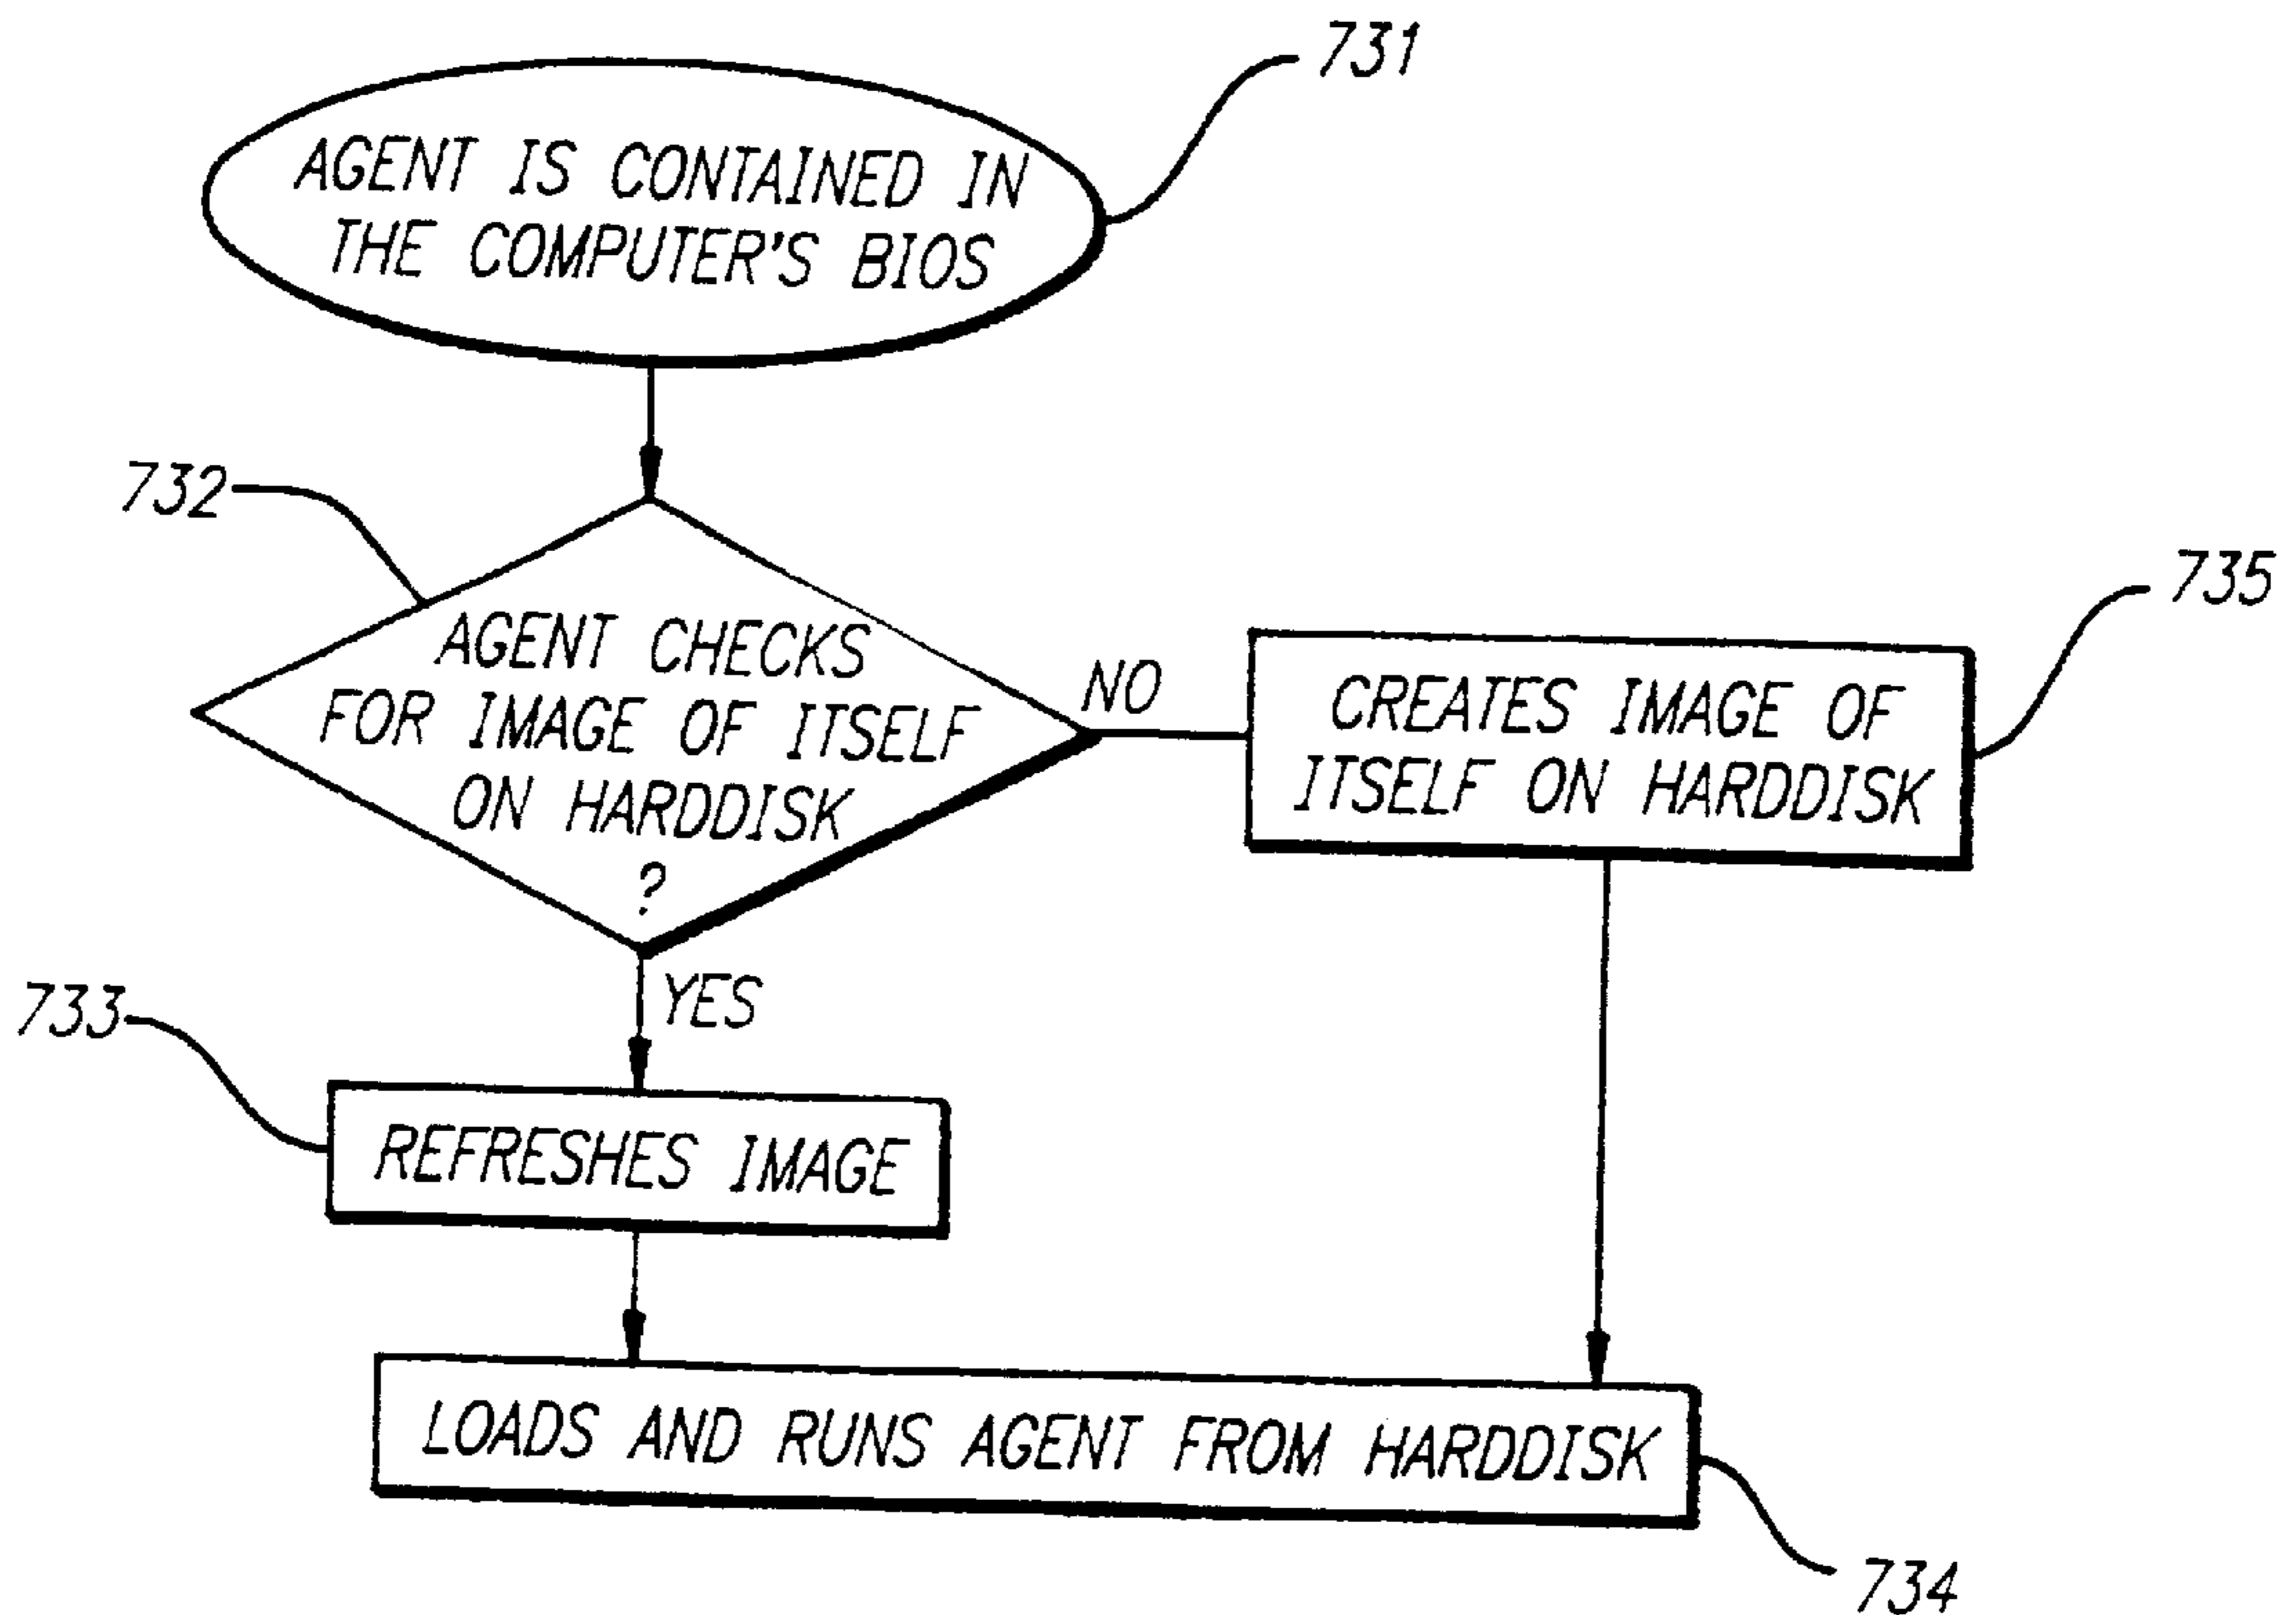 731
AGENT IS CONTAINED IN
THE COMPUTER'S BIOS
732
AGENT CHECKS
FOR IMAGE OF ITSELF
ON HARDDISK
?
NO
735
CREATES IMAGE OF
ITSELF ON HARDDISK
YES
733
REFRESHES IMAGE
LOADS AND RUNS AGENT FROM HARDDISK
734